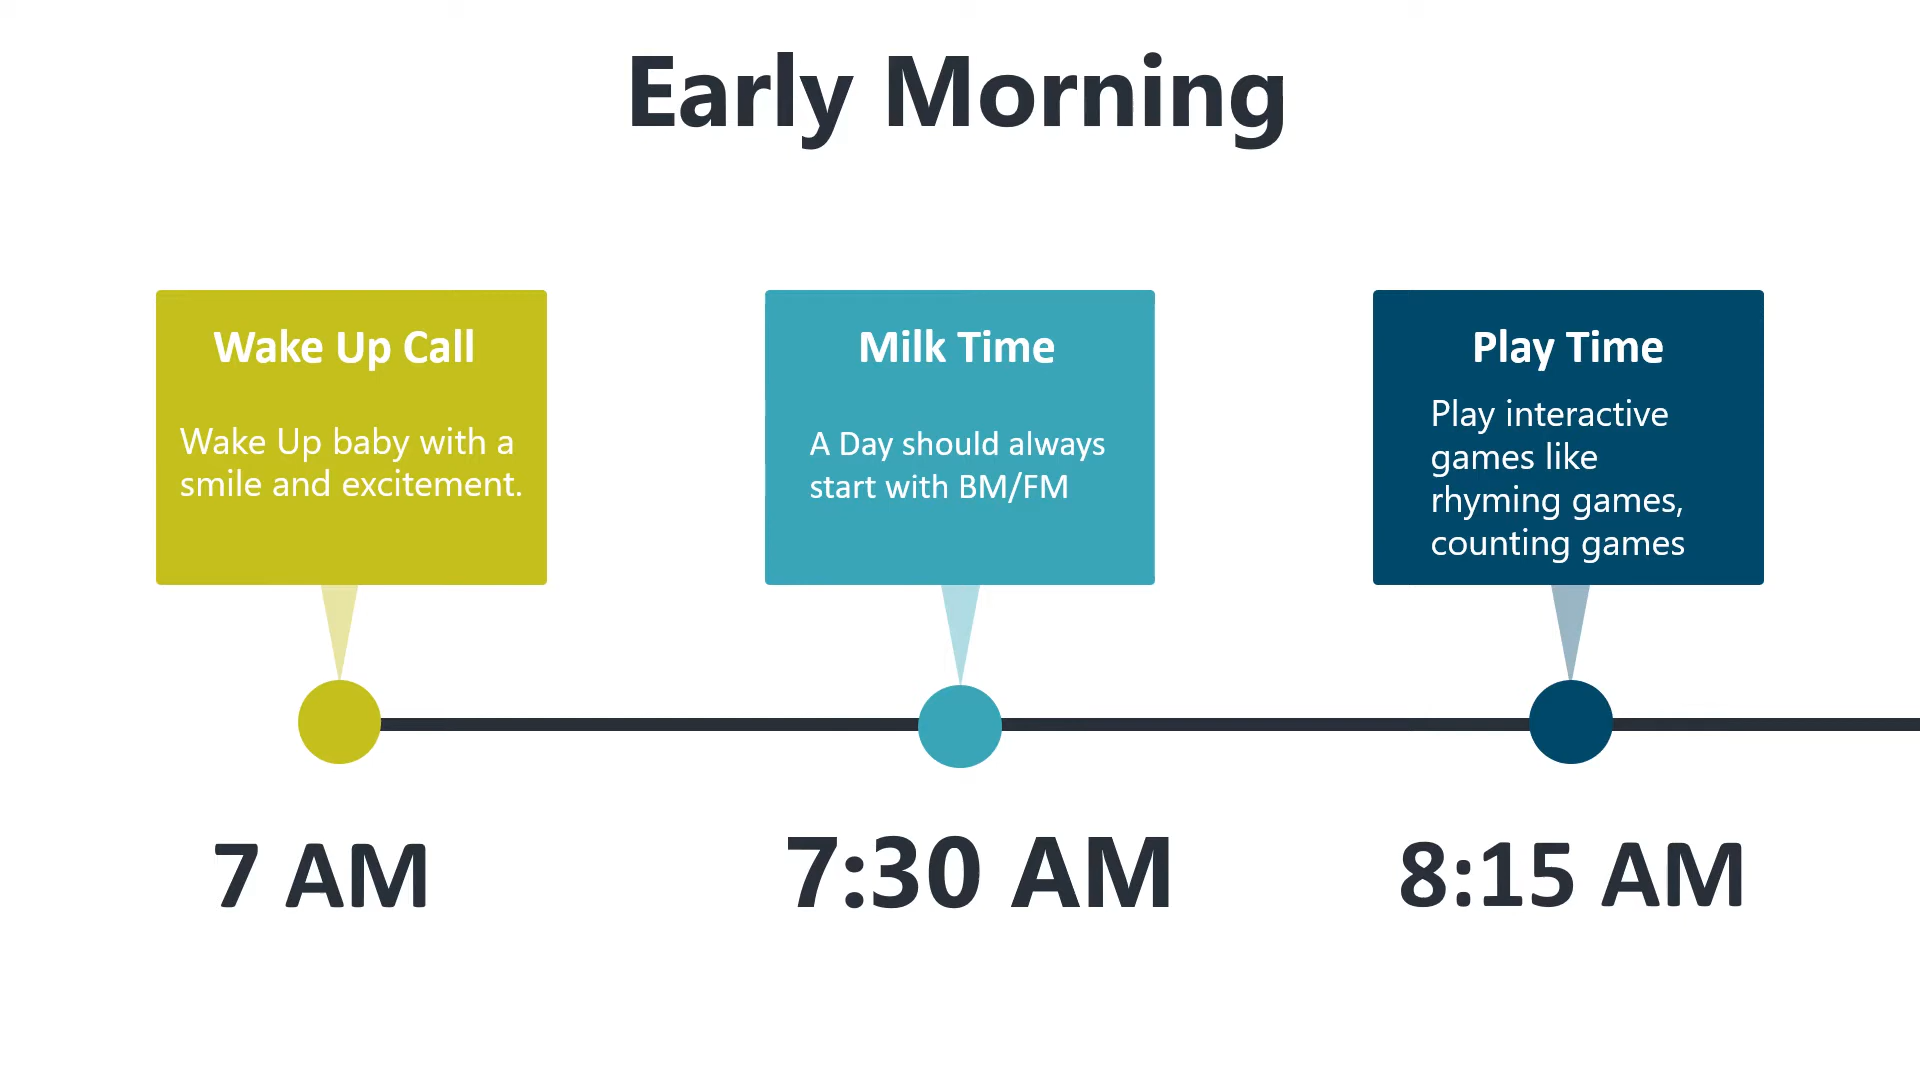 Early Morning
Wake Up Call
Wake Up baby with a
smile and excitement.
Milk Time
A Day should always
start with BM/FM
Play Time
Play interactive
games like
rhyming games,
counting games
7 AM
7:30 AM
8:15 AM